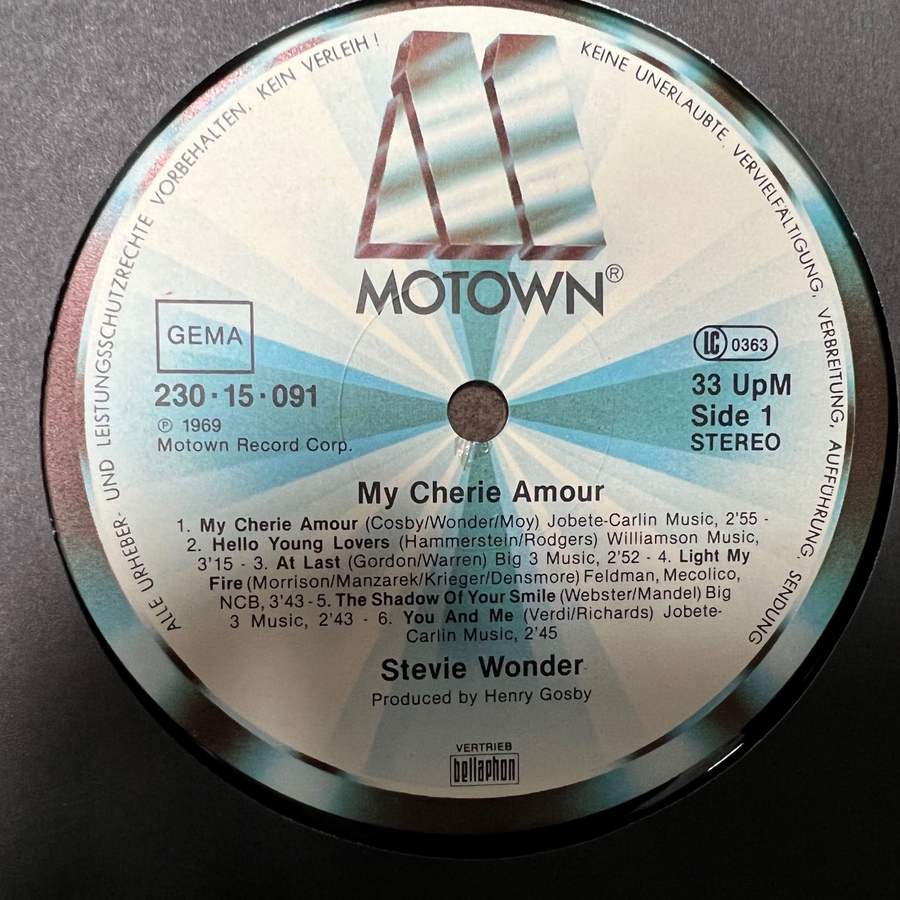 ALLE URHEBER- UND LEISTUNGSSCHUTZRECHTE VORBEHALTEN. KEIN VERLEIH!
KEINE UNERLAUBTE VERVIELFÄLTIGUNG, VERBREITUNG, AUFFÜHRUNG, SENDUNG
MOTOWN®
GEMA
230·15·091
℗ 1969
Motown Record Corp.
LC 0363
33 UpM
Side 1
STEREO
My Cherie Amour
1. My Cherie Amour (Cosby/Wonder/Moy) Jobete-Carlin Music, 2'55 -
2. Hello Young Lovers (Hammerstein/Rodgers) Williamson Music,
3'15 - 3. At Last (Gordon/Warren) Big 3 Music, 2'52 - 4. Light My
Fire (Morrison/Manzarek/Krieger/Densmore) Feldman, Mecolico,
NCB, 3'43 - 5. The Shadow Of Your Smile (Webster/Mandel) Big
3 Music, 2'43 - 6. You And Me (Verdi/Richards) Jobete-
Carlin Music, 2'45
Stevie Wonder
Produced by Henry Gosby
VERTRIEB
bellaphon